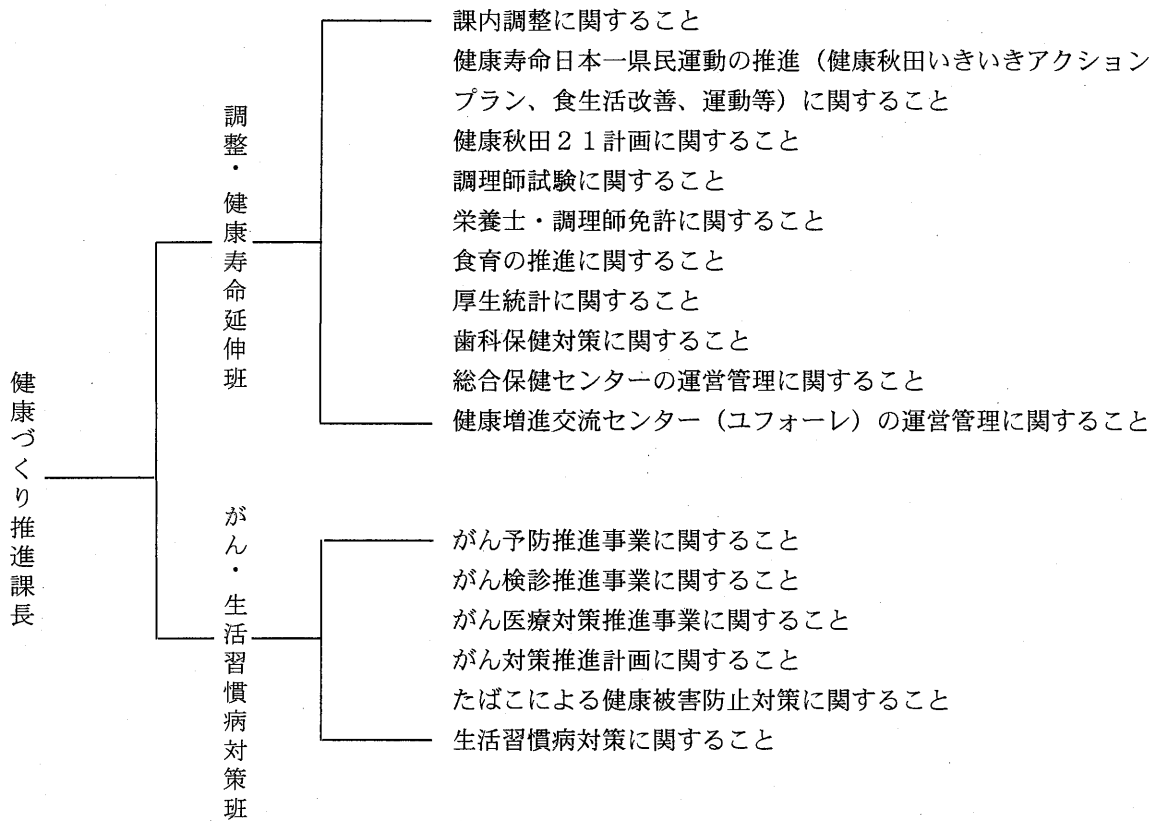 健康づくり推進課長
調整・健康寿命延伸班
課内調整に関すること
健康寿命日本一県民運動の推進（健康秋田いきいきアクション
プラン、食生活改善、運動等）に関すること
健康秋田２１計画に関すること
調理師試験に関すること
栄養士・調理師免許に関すること
食育の推進に関すること
厚生統計に関すること
歯科保健対策に関すること
総合保健センターの運営管理に関すること
健康増進交流センター（ユフォーレ）の運営管理に関すること
がん・生活習慣病対策班
がん予防推進事業に関すること
がん検診推進事業に関すること
がん医療対策推進事業に関すること
がん対策推進計画に関すること
たばこによる健康被害防止対策に関すること
生活習慣病対策に関すること